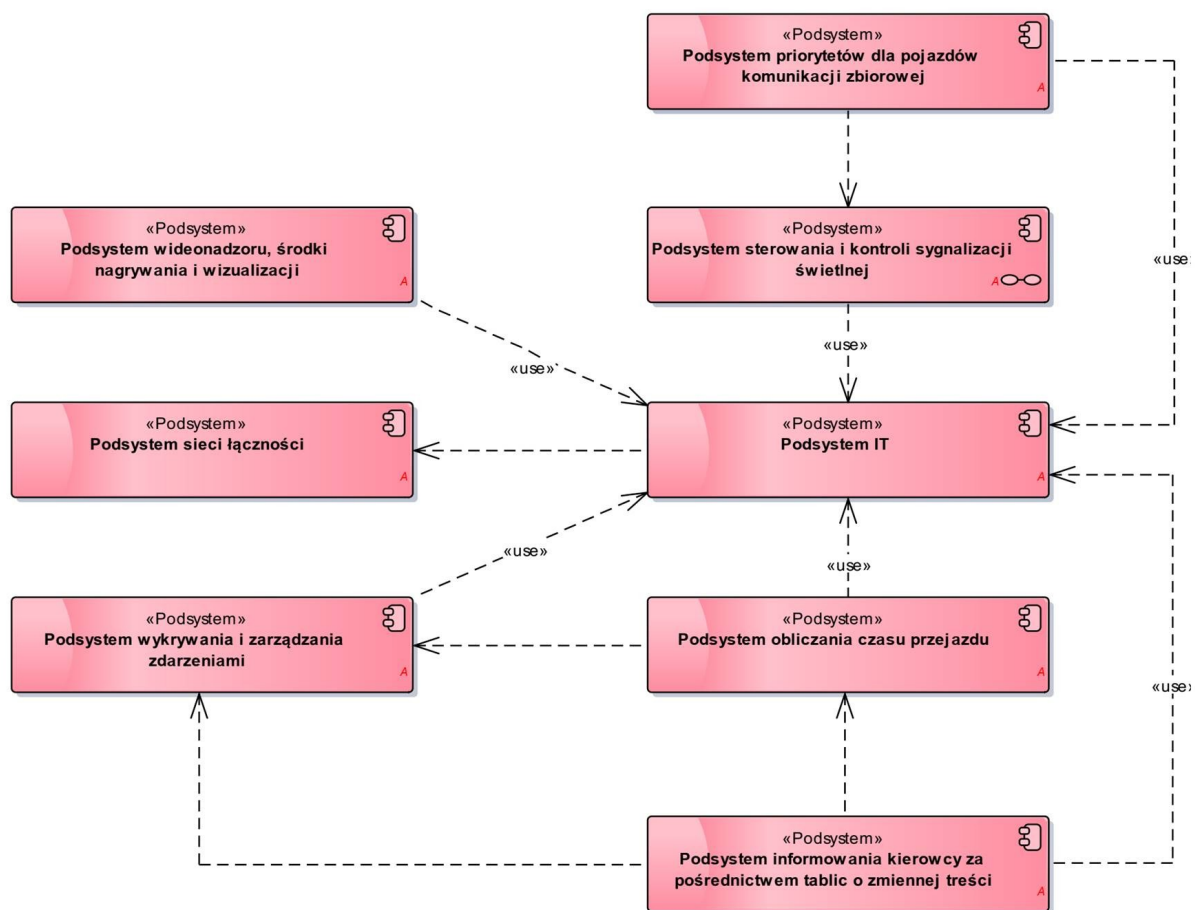 «Podsystem»
Podsystem priorytetów dla pojazdów
komunikacji zbiorowej
A
«use»
«Podsystem»
Podsystem wideonadzoru, środki
nagrywania i wizualizacji
A
«Podsystem»
Podsystem sterowania i kontroli sygnalizacji
świetlnej
A
«use»
«use»
«Podsystem»
Podsystem sieci łączności
A
«Podsystem»
Podsystem IT
A
«use»
«use»
«Podsystem»
Podsystem wykrywania i zarządzania
zdarzeniami
A
«Podsystem»
Podsystem obliczania czasu przejazdu
A
«use»
«Podsystem»
Podsystem informowania kierowcy za
pośrednictwem tablic o zmiennej treści
A